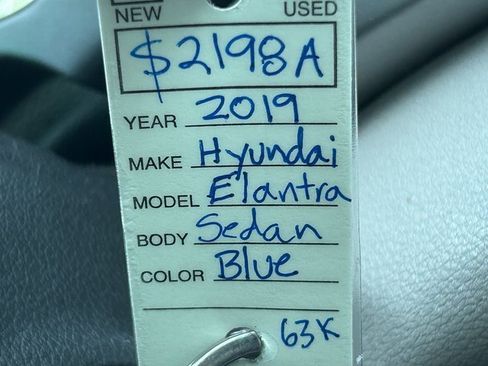 NEW USED
$2198A
YEAR 2019
MAKE Hyundai
MODEL Elantra
BODY Sedan
COLOR Blue
63K